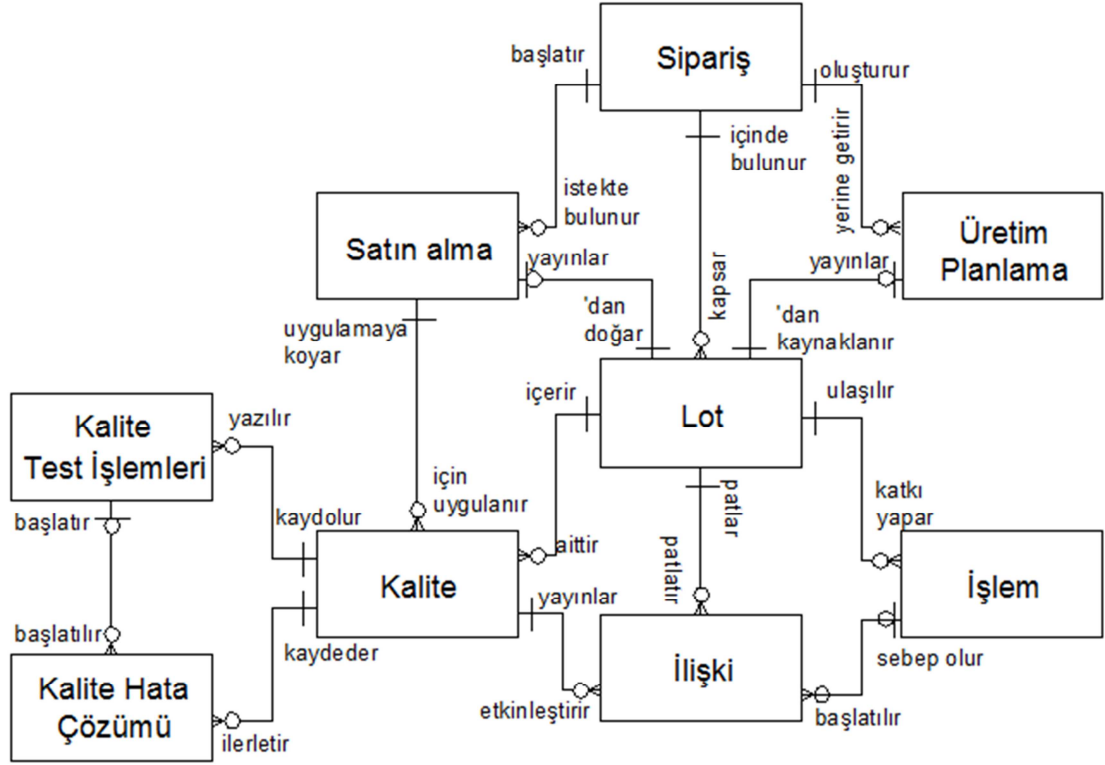 başlatır
Sipariş
oluşturur
içinde
bulunur
yerine getirir
istekte
bulunur
Satın alma
yayınlar
kapsar
yayınlar
Üretim
Planlama
uygulamaya
koyar
'dan
doğar
'dan
kaynaklanır
içerir
Lot
ulaşılır
Kalite
Test İşlemleri
yazılır
için
uygulanır
patlar
katkı
yapar
başlatır
kaydolur
Kalite
aittir
patlatır
İşlem
yayınlar
başlatılır
kaydeder
sebep olur
Kalite Hata
Çözümü
ilerletir
etkinleştirir
İlişki
başlatılır